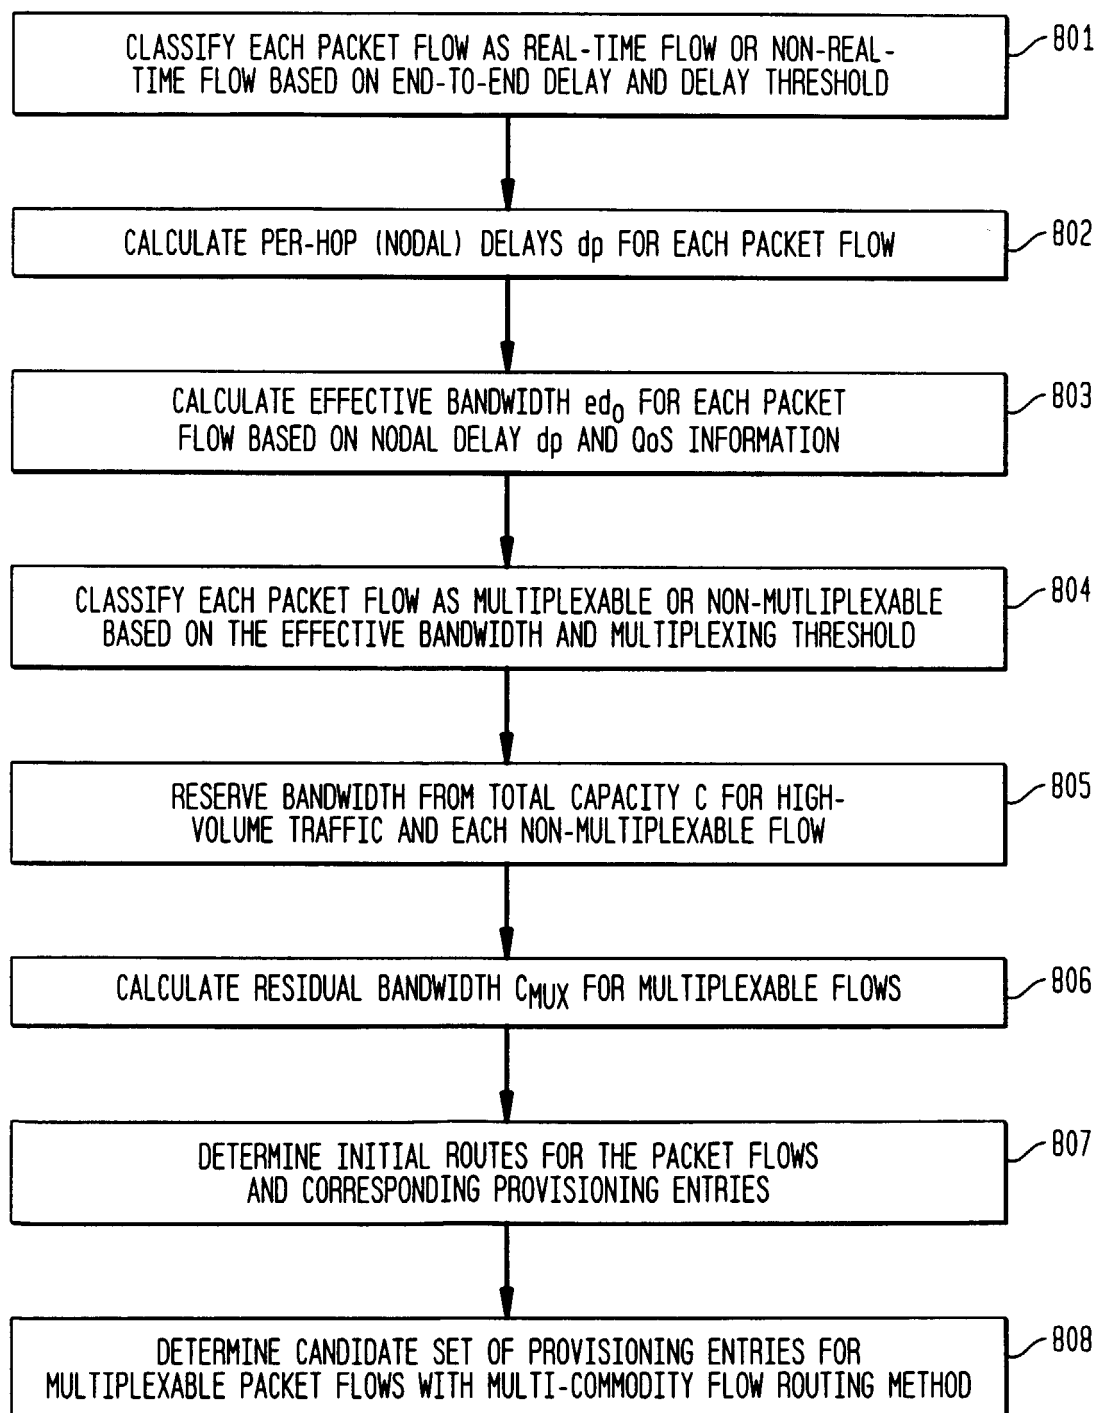 CLASSIFY EACH PACKET FLOW AS REAL-TIME FLOW OR NON-REAL-
TIME FLOW BASED ON END-TO-END DELAY AND DELAY THRESHOLD
801
CALCULATE PER-HOP (NODAL) DELAYS dp FOR EACH PACKET FLOW
802
CALCULATE EFFECTIVE BANDWIDTH ed0 FOR EACH PACKET
FLOW BASED ON NODAL DELAY dp AND QoS INFORMATION
803
CLASSIFY EACH PACKET FLOW AS MULTIPLEXABLE OR NON-MUTLIPLEXABLE
BASED ON THE EFFECTIVE BANDWIDTH AND MULTIPLEXING THRESHOLD
804
RESERVE BANDWIDTH FROM TOTAL CAPACITY C FOR HIGH-
VOLUME TRAFFIC AND EACH NON-MULTIPLEXABLE FLOW
805
CALCULATE RESIDUAL BANDWIDTH CMUX FOR MULTIPLEXABLE FLOWS
806
DETERMINE INITIAL ROUTES FOR THE PACKET FLOWS
AND CORRESPONDING PROVISIONING ENTRIES
807
DETERMINE CANDIDATE SET OF PROVISIONING ENTRIES FOR
MULTIPLEXABLE PACKET FLOWS WITH MULTI-COMMODITY FLOW ROUTING METHOD
808